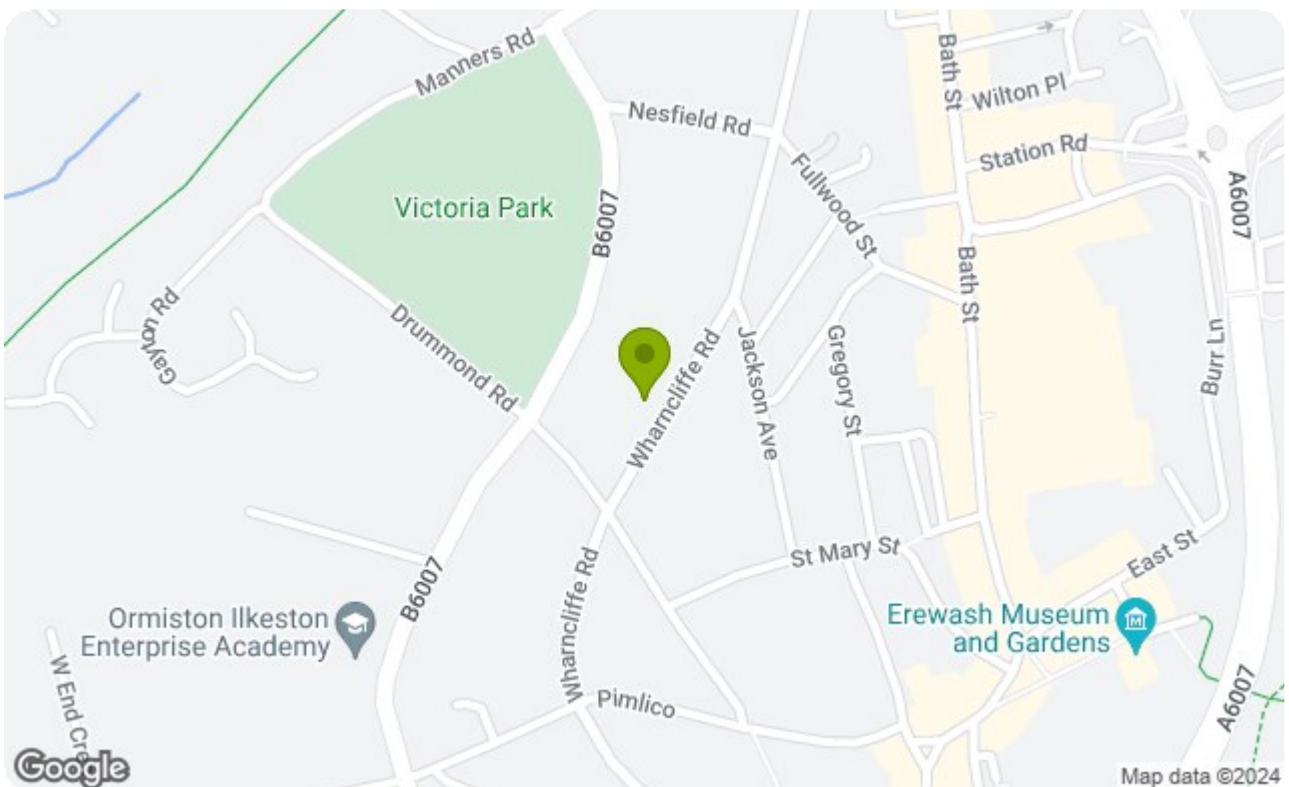 Manners Rd
Bath St
Wilton Pl
Nesfield Rd
Station Rd
Fullwood St
A6007
Victoria Park
B6007
Bath St
Gayton Rd
Drummond Rd
Wharncliffe Rd
Jackson Ave
Gregory St
Burr Ln
St Mary St
East St
B6007
Wharncliffe Rd
Ormiston Ilkeston
Enterprise Academy
Erewash Museum
and Gardens
W End Cre
Pimlico
A6007
Google
Map data ©2024